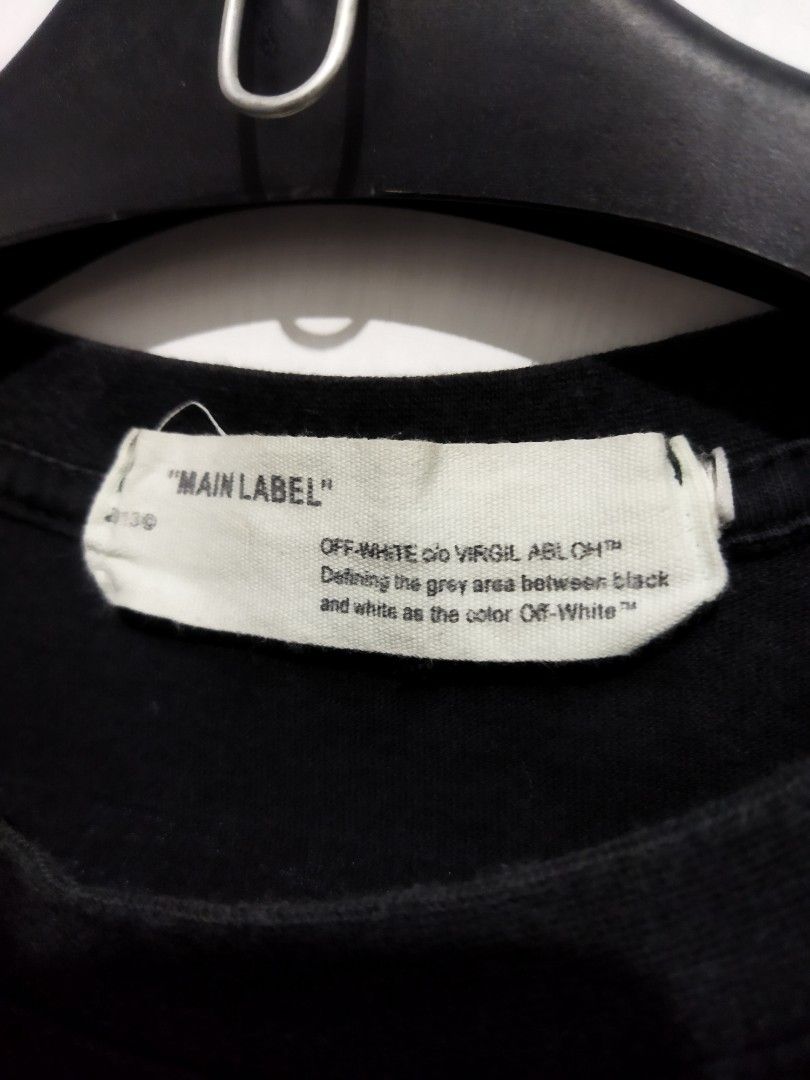 "MAIN LABEL"
OFF-WHITE c/o VIRGIL ABLOH™
Defining the grey area between black
and white as the color Off-White™